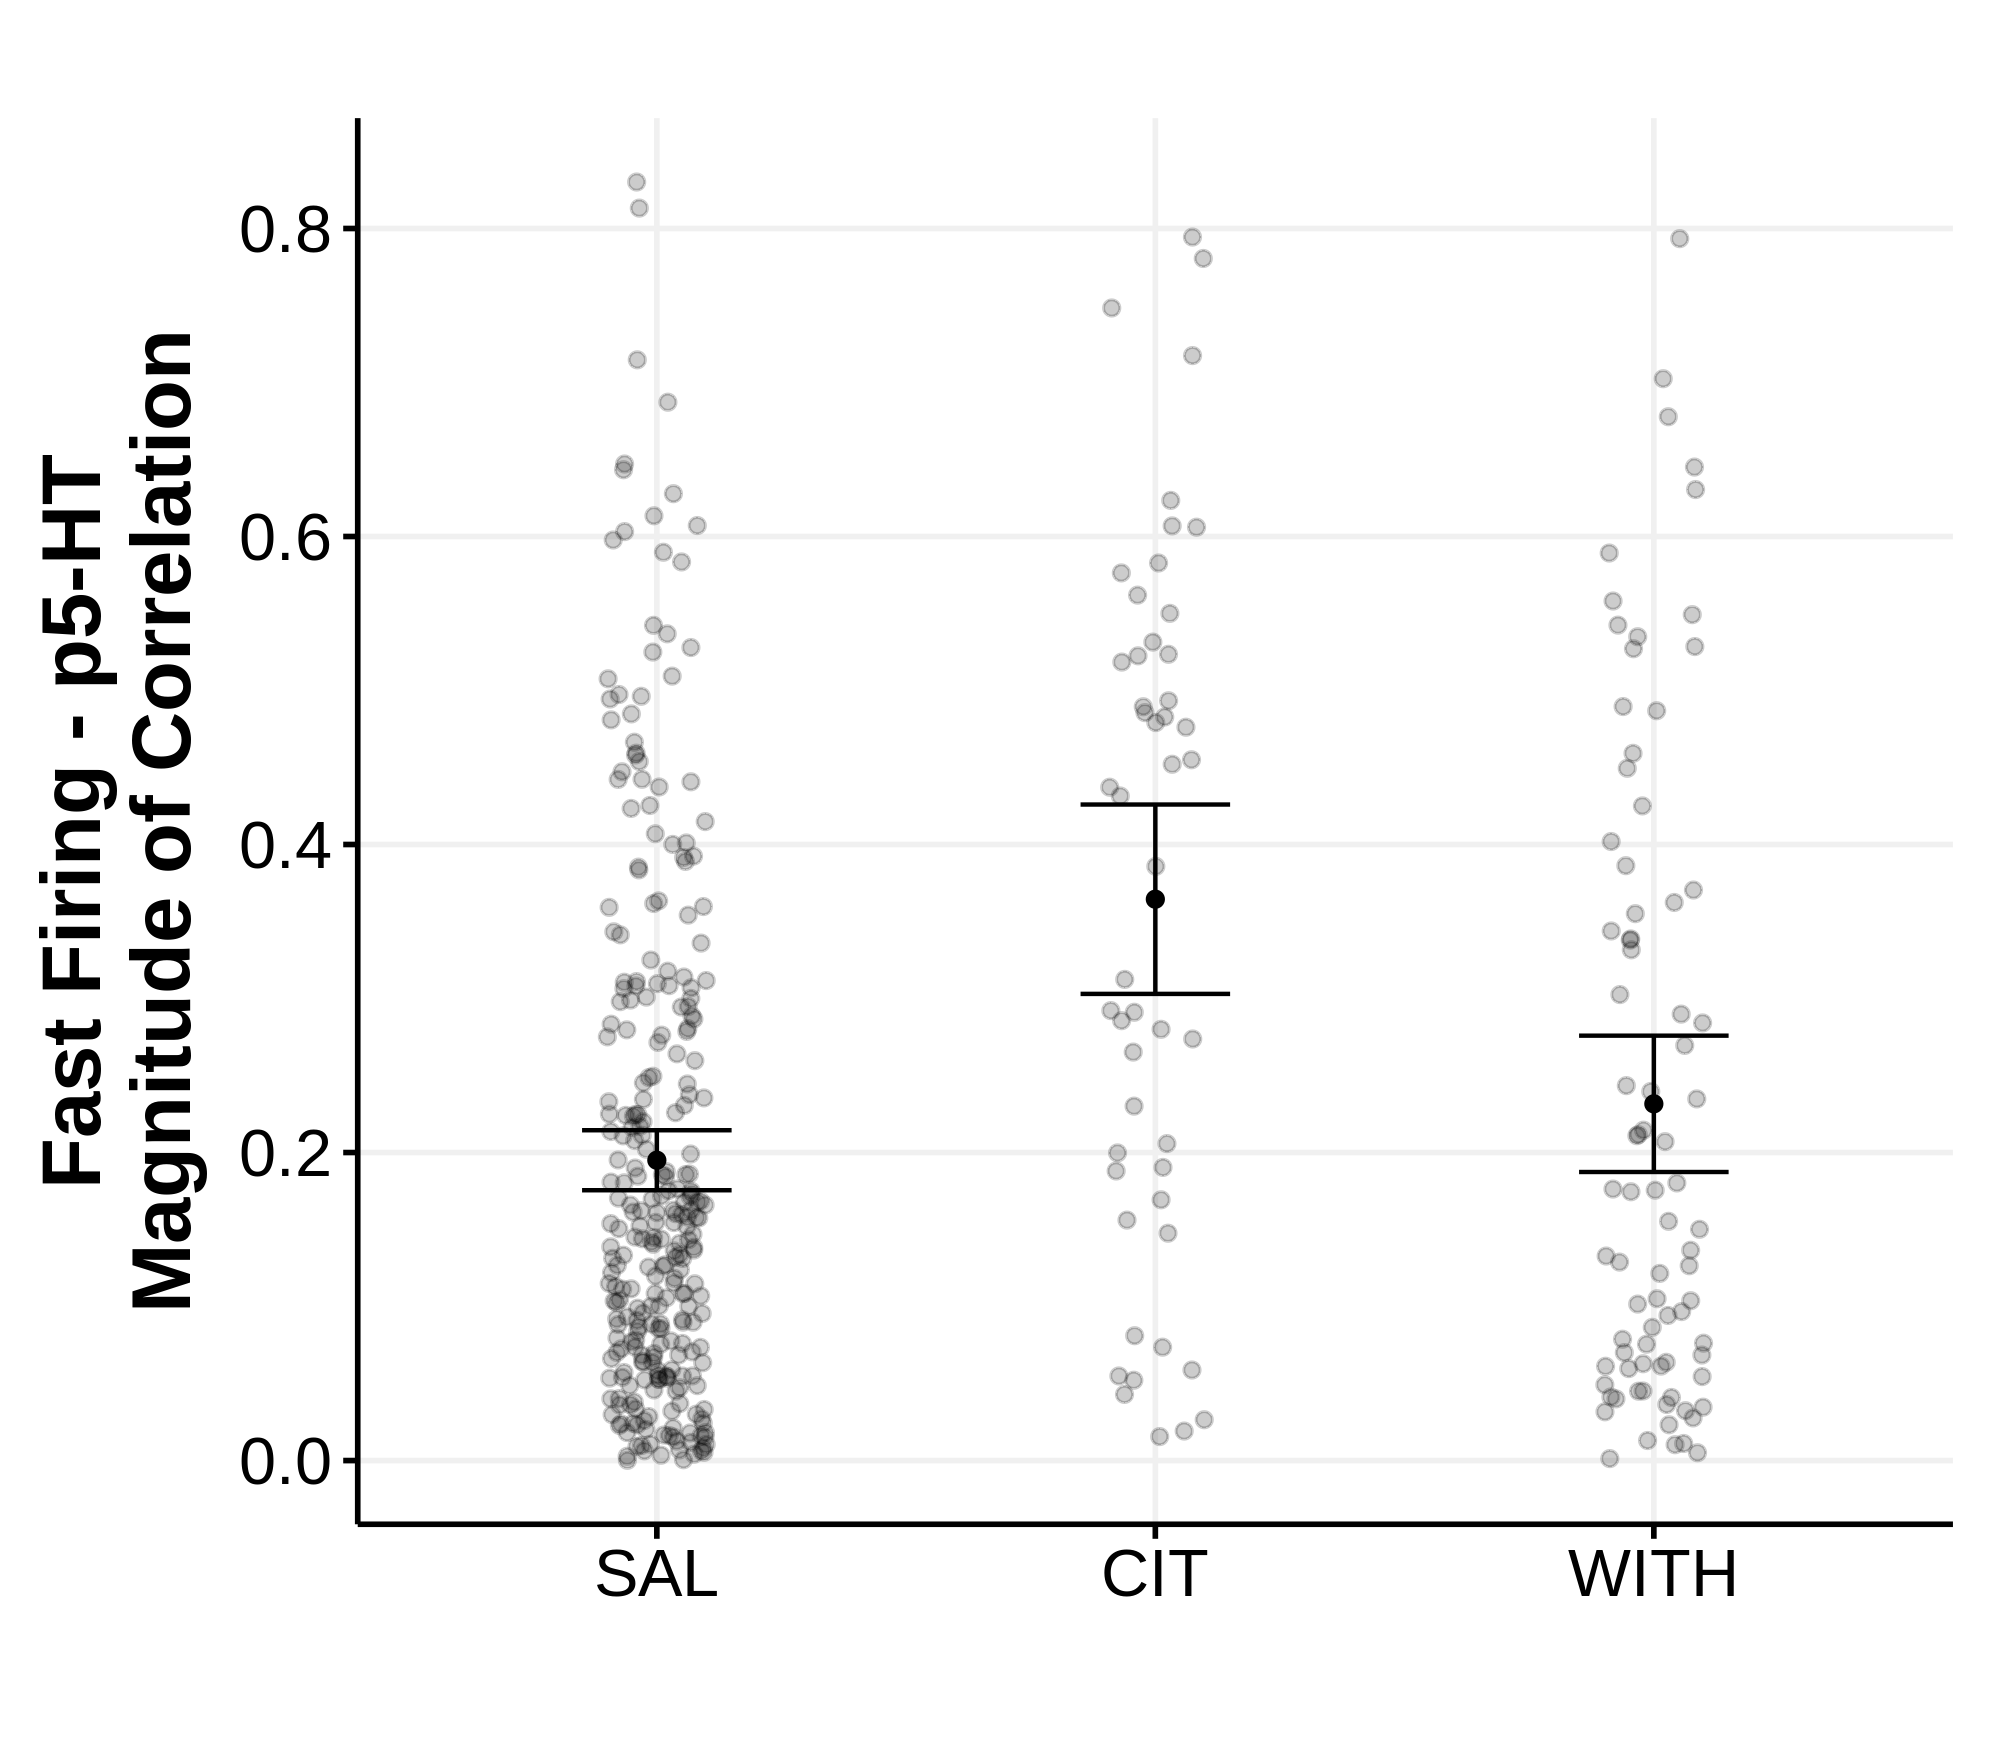 Fast Firing - p5-HT
Magnitude of Correlation
0.8
0.6
0.4
0.2
0.0
SAL
CIT
WITH